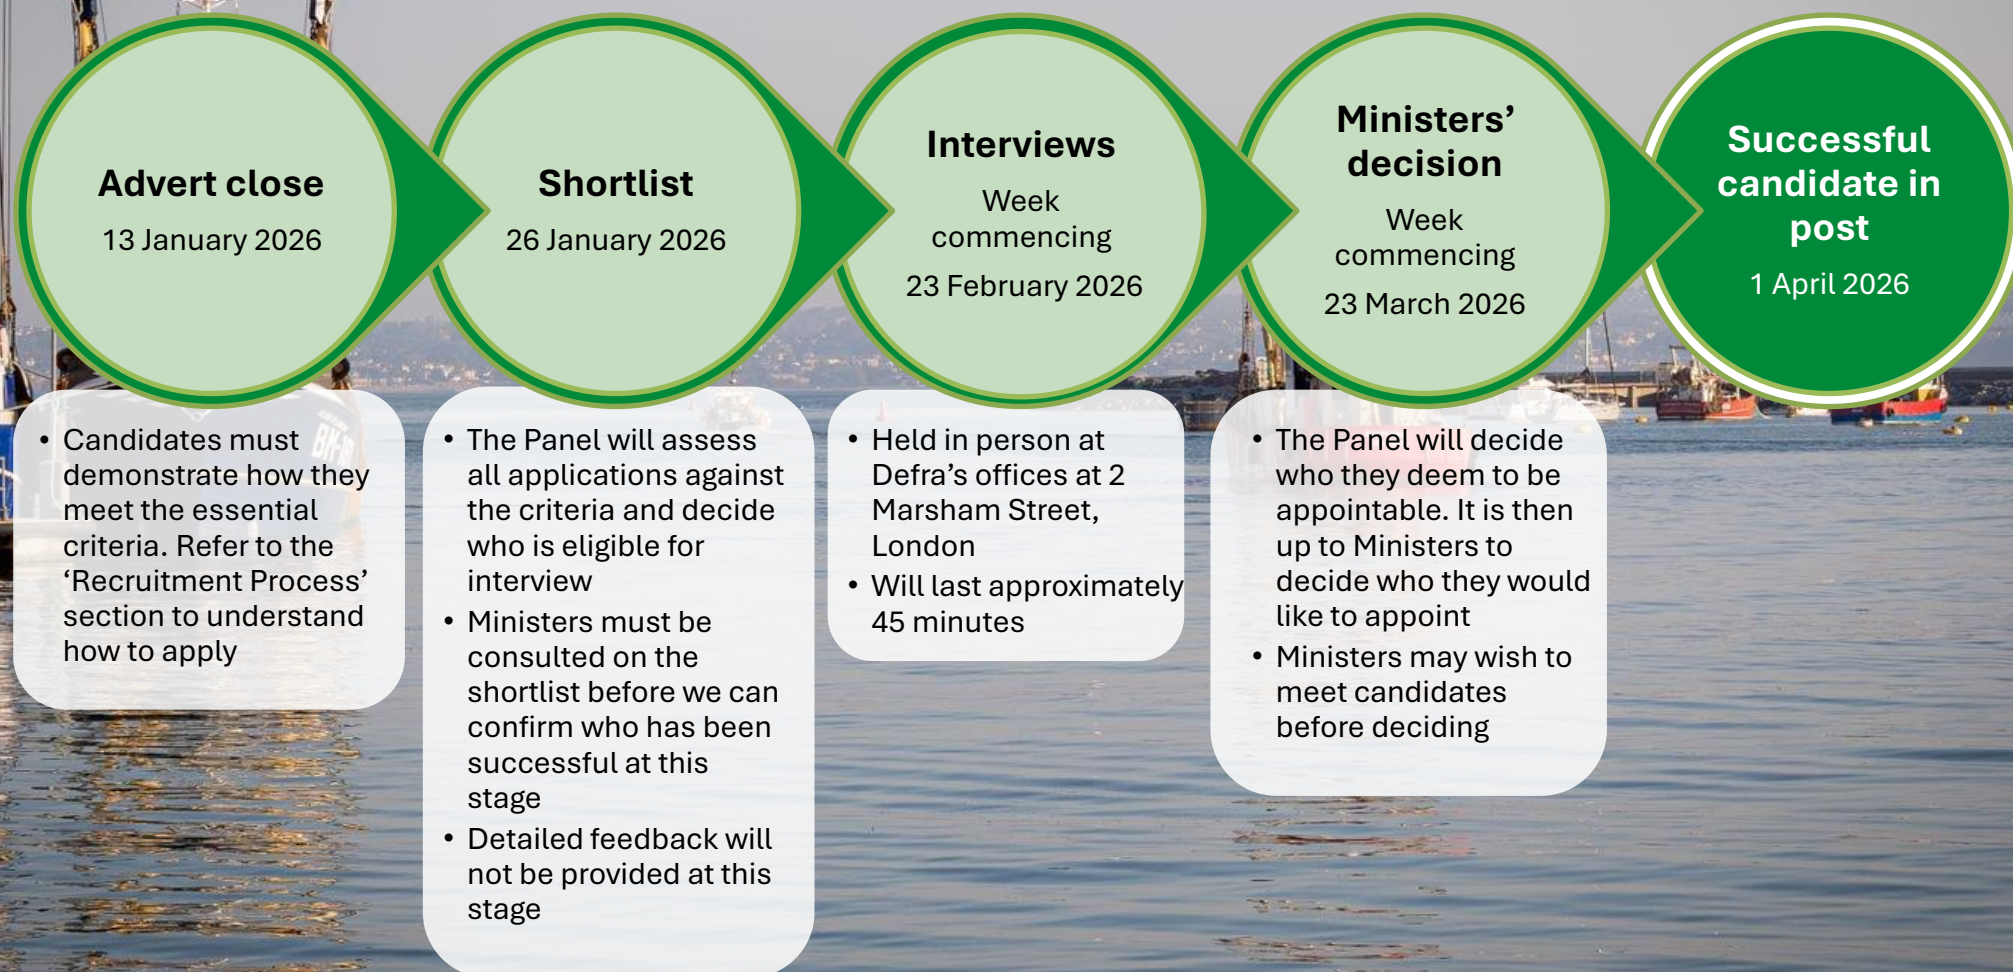 Advert close
13 January 2026
Shortlist
26 January 2026
Interviews
Week
commencing
23 February 2026
Ministers’
decision
Week
commencing
23 March 2026
Successful
candidate in
post
1 April 2026
• Candidates must
demonstrate how they
meet the essential
criteria. Refer to the
‘Recruitment Process’
section to understand
how to apply
• The Panel will assess
all applications against
the criteria and decide
who is eligible for
interview
• Ministers must be
consulted on the
shortlist before we can
confirm who has been
successful at this
stage
• Detailed feedback will
not be provided at this
stage
• Held in person at
Defra’s offices at 2
Marsham Street,
London
• Will last approximately
45 minutes
• The Panel will decide
who they deem to be
appointable. It is then
up to Ministers to
decide who they would
like to appoint
• Ministers may wish to
meet candidates
before deciding